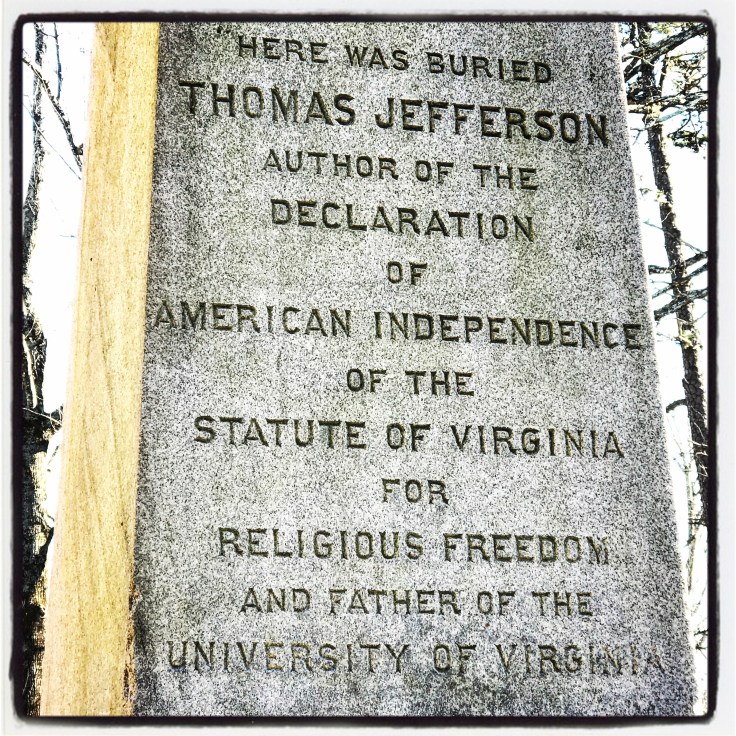 HERE WAS BURIED
THOMAS JEFFERSON
AUTHOR OF THE
DECLARATION
OF
AMERICAN INDEPENDENCE
OF THE
STATUTE OF VIRGINIA
FOR
RELIGIOUS FREEDOM
AND FATHER OF THE
UNIVERSITY OF VIRGINIA